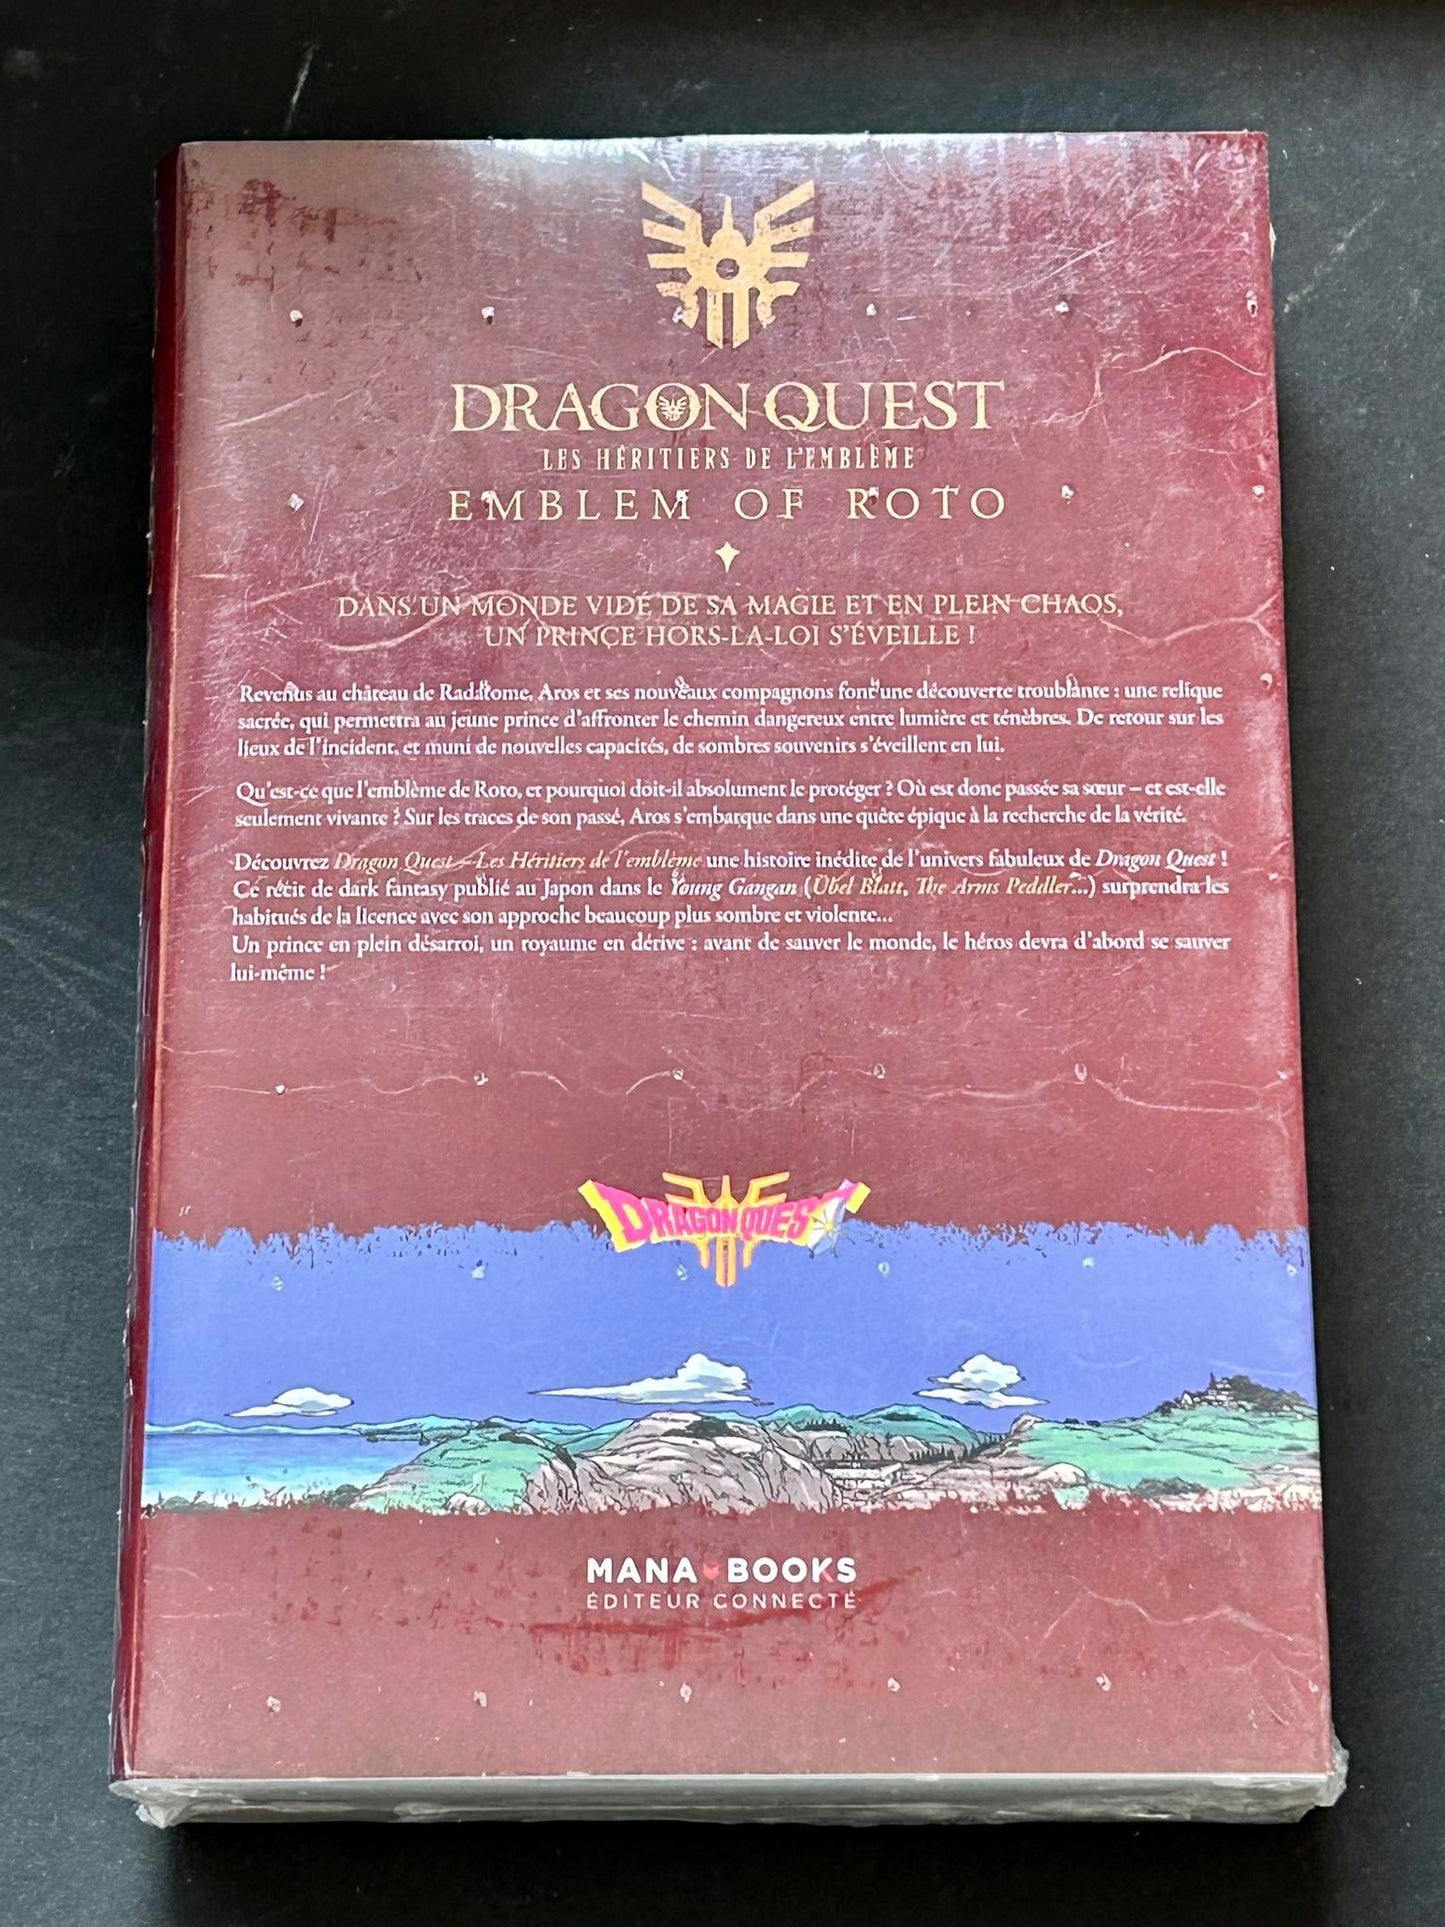 DRAGON QUEST
LES HÉRITIERS DE L'EMBLÈME
EMBLEM OF ROTO
DANS UN MONDE VIDÉ DE SA MAGIE ET EN PLEIN CHAOS,
UN PRINCE HORS-LA-LOI S'ÉVEILLE !
Revenus au château de Radatome, Aros et ses nouveaux compagnons font une découverte troublante : une relique
sacrée, qui permettra au jeune prince d'affronter le chemin dangereux entre lumière et ténèbres. De retour sur les
lieux de l'incident, et muni de nouvelles capacités, de sombres souvenirs s'éveillent en lui.
Qu'est-ce que l'emblème de Roto, et pourquoi doit-il absolument le protéger ? Où est donc passée sa sœur – et est-elle
seulement vivante ? Sur les traces de son passé, Aros s'embarque dans une quête épique à la recherche de la vérité.
Découvrez Dragon Quest – Les Héritiers de l'emblème une histoire inédite de l'univers fabuleux de Dragon Quest !
Ce récit de dark fantasy publié au Japon dans le Young Gangan (Übel Blatt, The Arms Peddler...) surprendra les
habitués de la licence avec son approche beaucoup plus sombre et violente...
Un prince en plein désarroi, un royaume en dérive : avant de sauver le monde, le héros devra d'abord se sauver
lui-même !
DRAGON QUEST
MANA BOOKS
ÉDITEUR CONNECTÉ